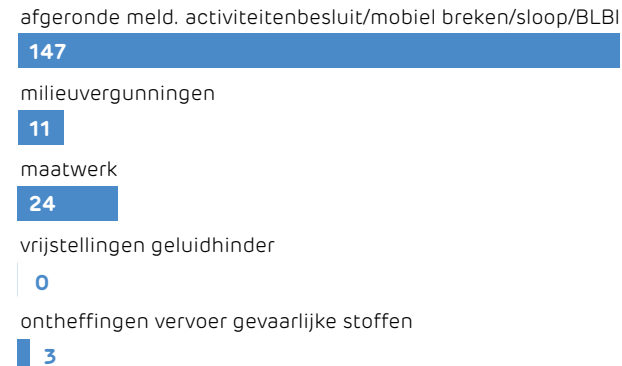 afgeronde meld. activiteitenbesluit/mobiel breken/sloop/BLBI
147
milieuvergunningen
11
maatwerk
24
vrijstellingen geluidhinder
0
ontheffingen vervoer gevaarlijke stoffen
3